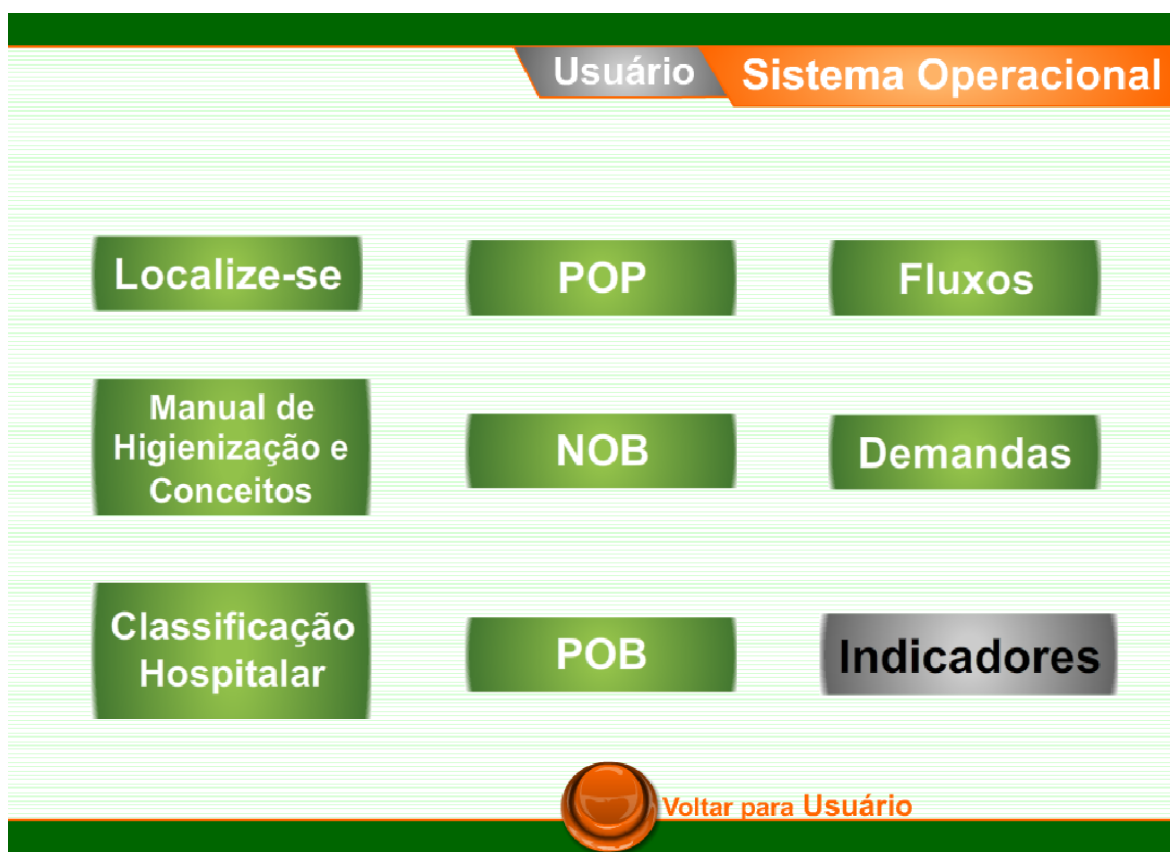 Usuário
Sistema Operacional
Localize-se
POP
Fluxos
Manual de
Higienização e
Conceitos
NOB
Demandas
Classificação
Hospitalar
POB
Indicadores
Voltar para Usuário